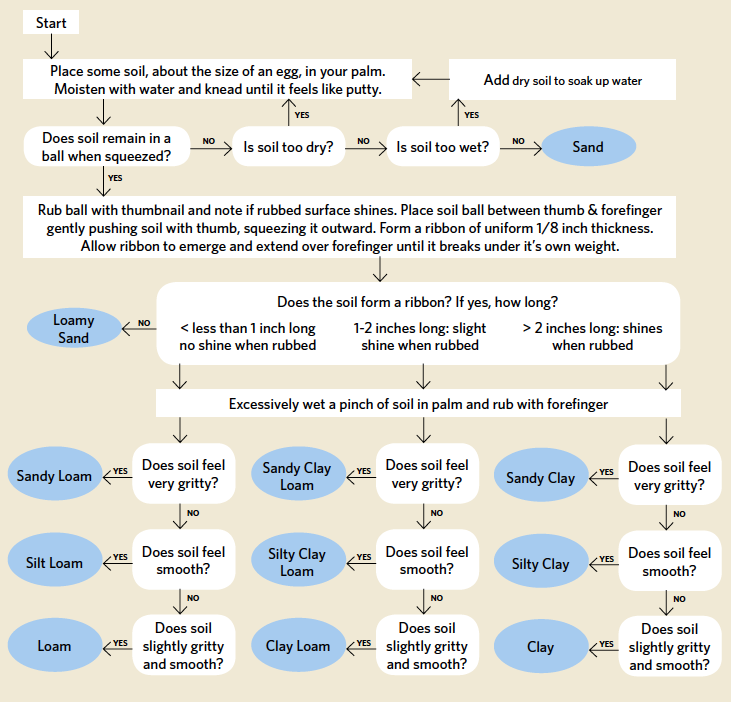 Start
Place some soil, about the size of an egg, in your palm.
Moisten with water and knead until it feels like putty.
Add dry soil to soak up water
YES
YES
Does soil remain in a
ball when squeezed?
NO
Is soil too dry?
NO
Is soil too wet?
NO
Sand
YES
Rub ball with thumbnail and note if rubbed surface shines. Place soil ball between thumb & forefinger
gently pushing soil with thumb, squeezing it outward. Form a ribbon of uniform 1/8 inch thickness.
Allow ribbon to emerge and extend over forefinger until it breaks under it's own weight.
Does the soil form a ribbon? If yes, how long?
Loamy
Sand
NO
< less than 1 inch long
no shine when rubbed
1-2 inches long: slight
shine when rubbed
> 2 inches long: shines
when rubbed
Excessively wet a pinch of soil in palm and rub with forefinger
Sandy Loam
YES
Does soil feel
very gritty?
Sandy Clay
Loam
YES
Does soil feel
very gritty?
Sandy Clay
YES
Does soil feel
very gritty?
NO
NO
NO
Silt Loam
YES
Does soil feel
smooth?
Silty Clay
Loam
YES
Does soil feel
smooth?
Silty Clay
YES
Does soil feel
smooth?
NO
NO
NO
Loam
YES
Does soil
slightly gritty
and smooth?
Clay Loam
YES
Does soil
slightly gritty
and smooth?
Clay
YES
Does soil
slightly gritty
and smooth?